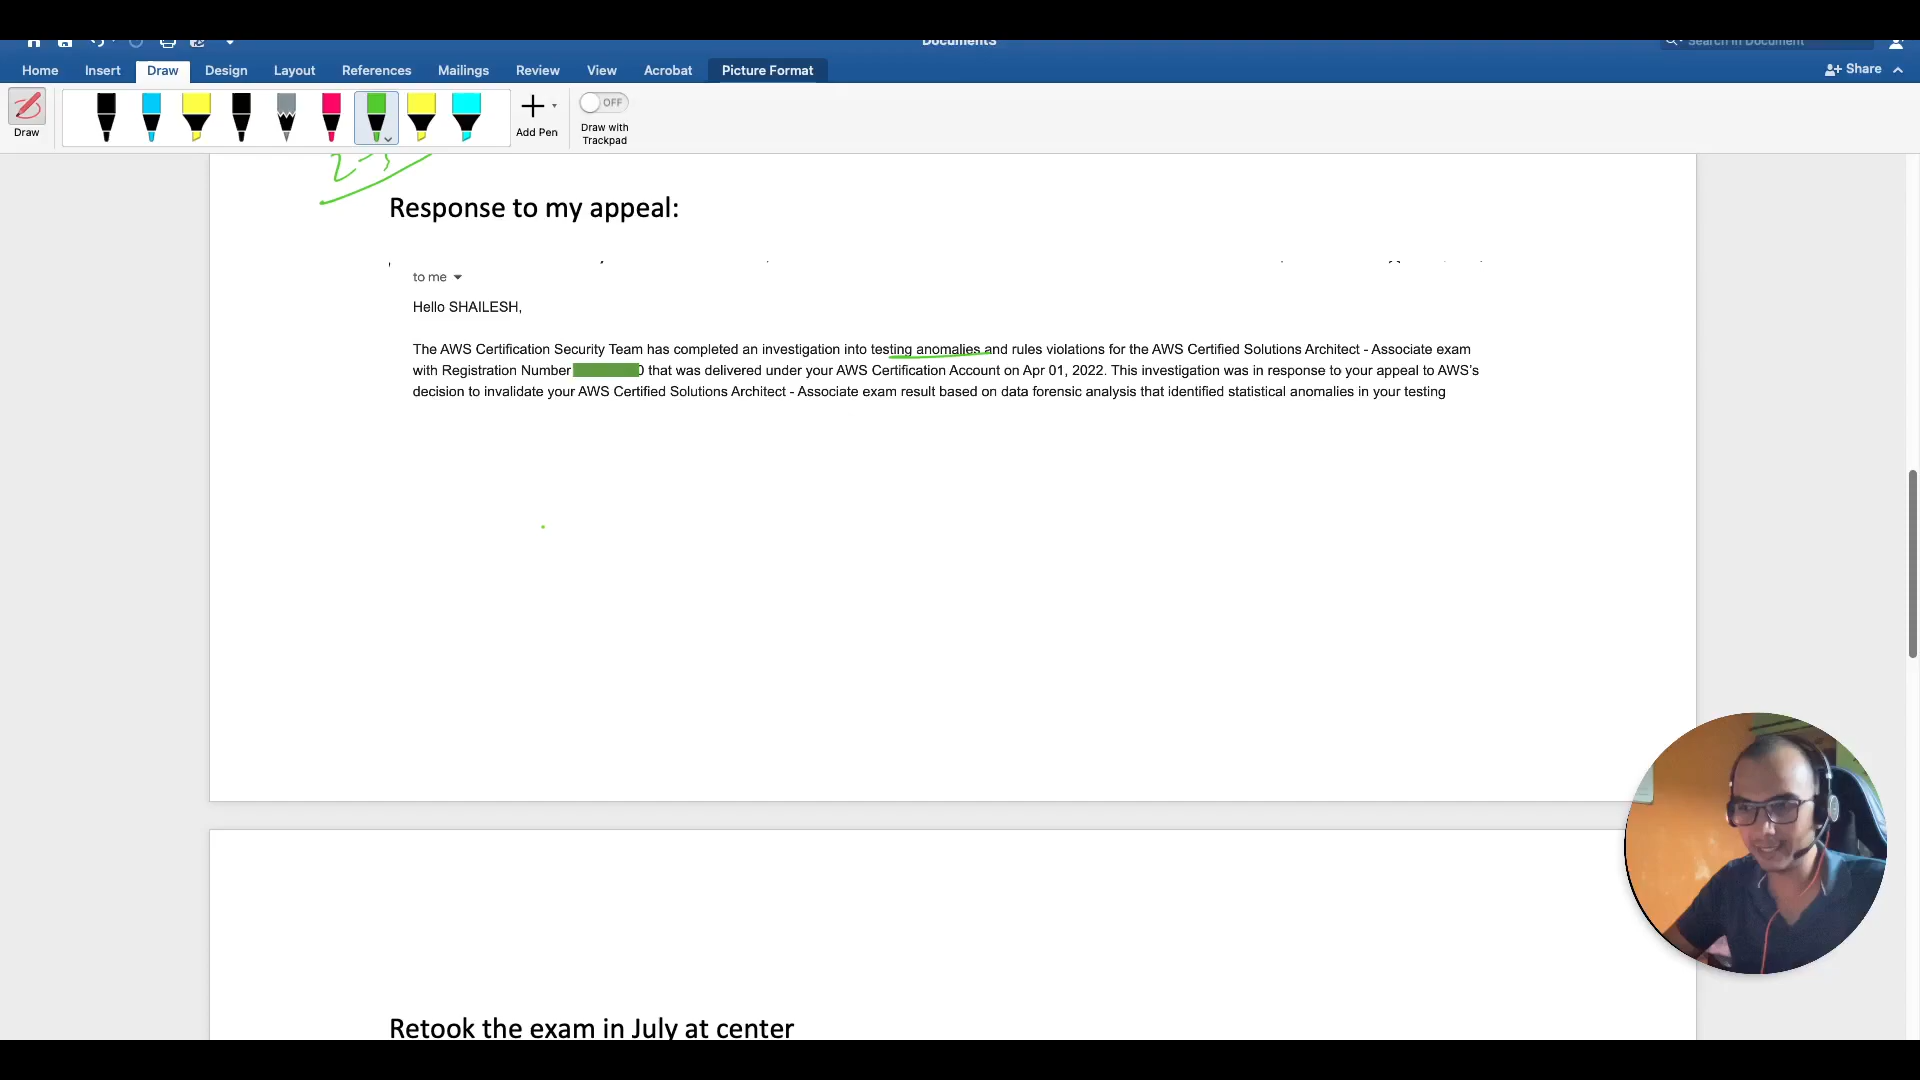 Document3
Search in Document
Home Insert Draw Design Layout References Mailings Review View Acrobat Picture Format Share
Draw
Add Pen
OFF
Draw with
Trackpad
Response to my appeal:
to me
Hello SHAILESH,
The AWS Certification Security Team has completed an investigation into testing anomalies and rules violations for the AWS Certified Solutions Architect - Associate exam
with Registration Number 0 that was delivered under your AWS Certification Account on Apr 01, 2022. This investigation was in response to your appeal to AWS's
decision to invalidate your AWS Certified Solutions Architect - Associate exam result based on data forensic analysis that identified statistical anomalies in your testing
Retook the exam in July at center